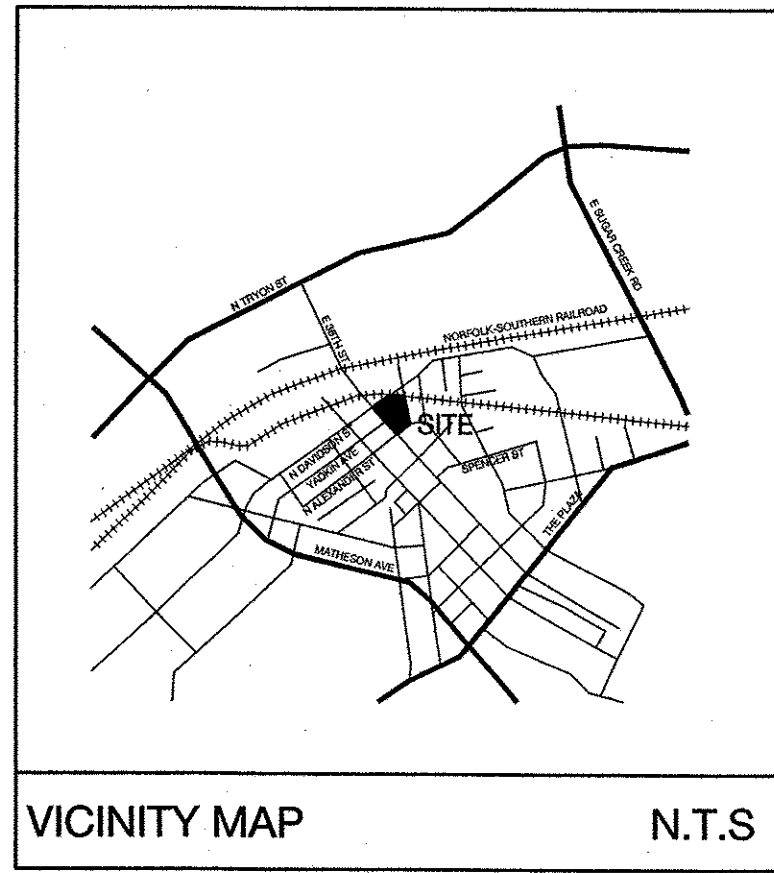 E SUGAR CREEK RD
N TRYON ST
NORFOLK-SOUTHERN RAILROAD
E 36TH ST
SITE
N DAVIDSON ST
YADKIN AVE
SPENCER ST
N ALEXANDER ST
THE PLAZA
MATHESON AVE
VICINITY MAP N.T.S